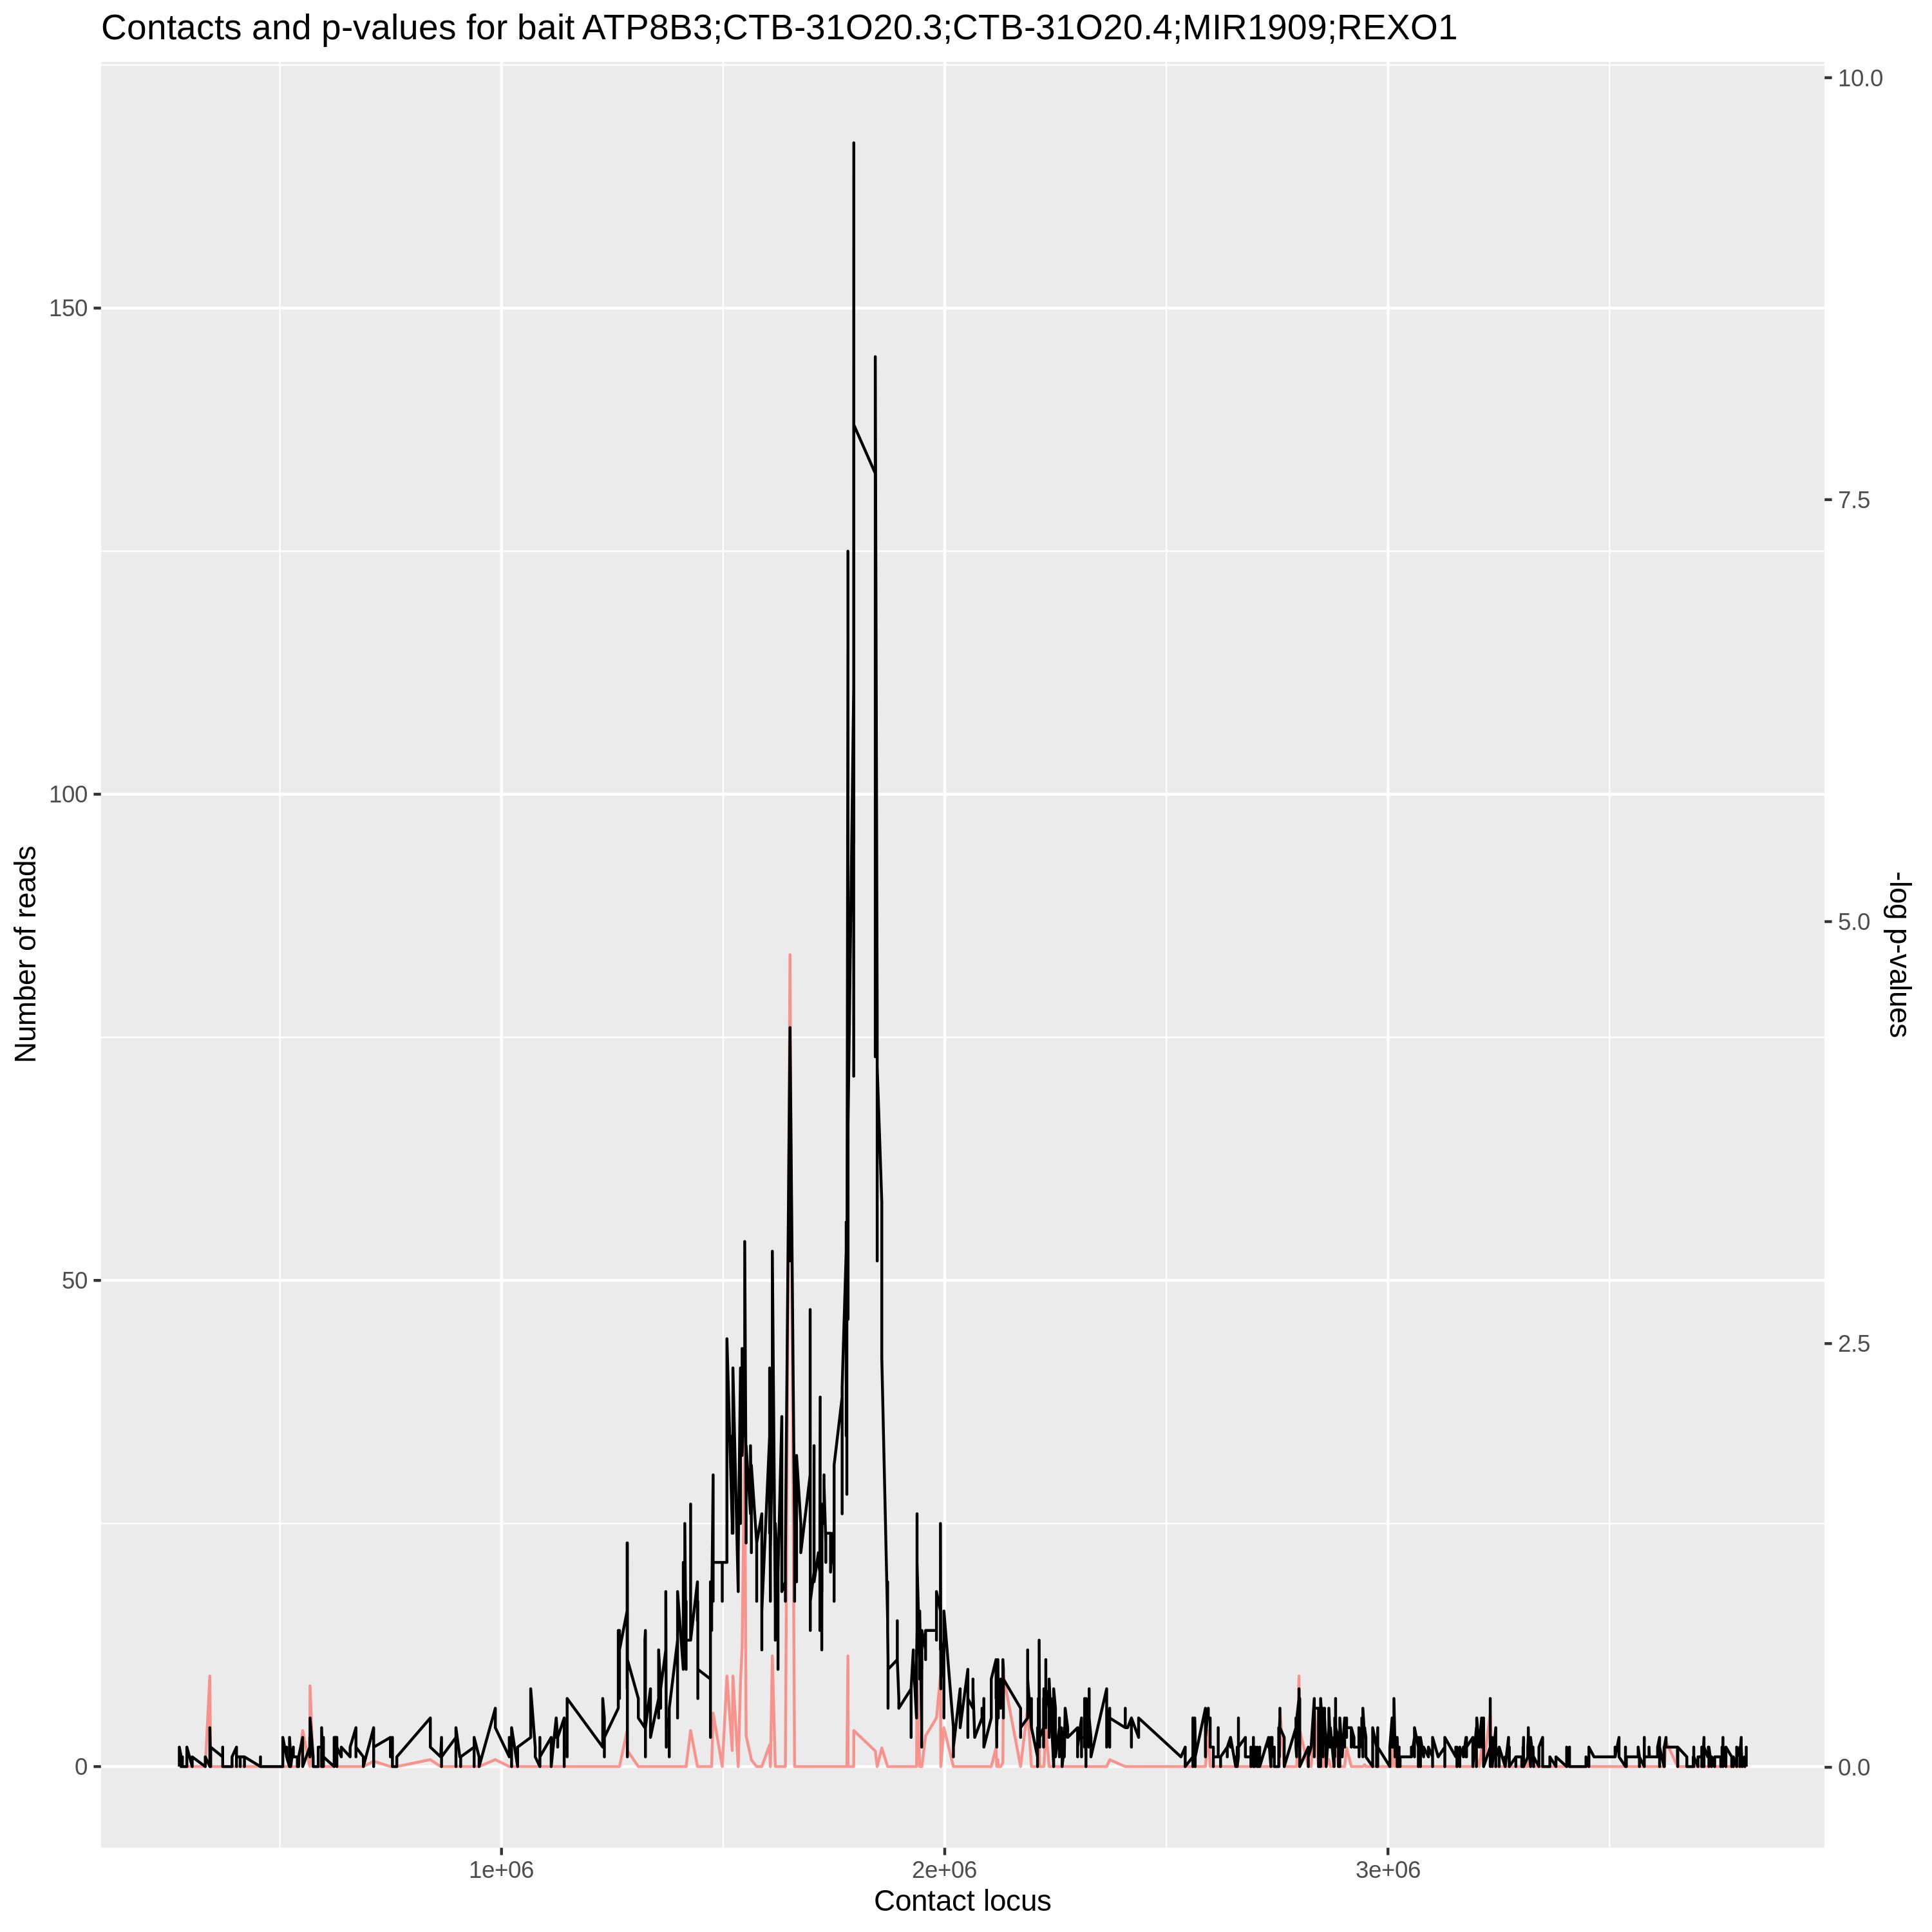 Contacts and p-values for bait ATP8B3;CTB-31O20.3;CTB-31O20.4;MIR1909;REXO1
150
100
50
0
Number of reads
10.0
7.5
5.0
2.5
0.0
-log p-values
1e+06
2e+06
3e+06
Contact locus